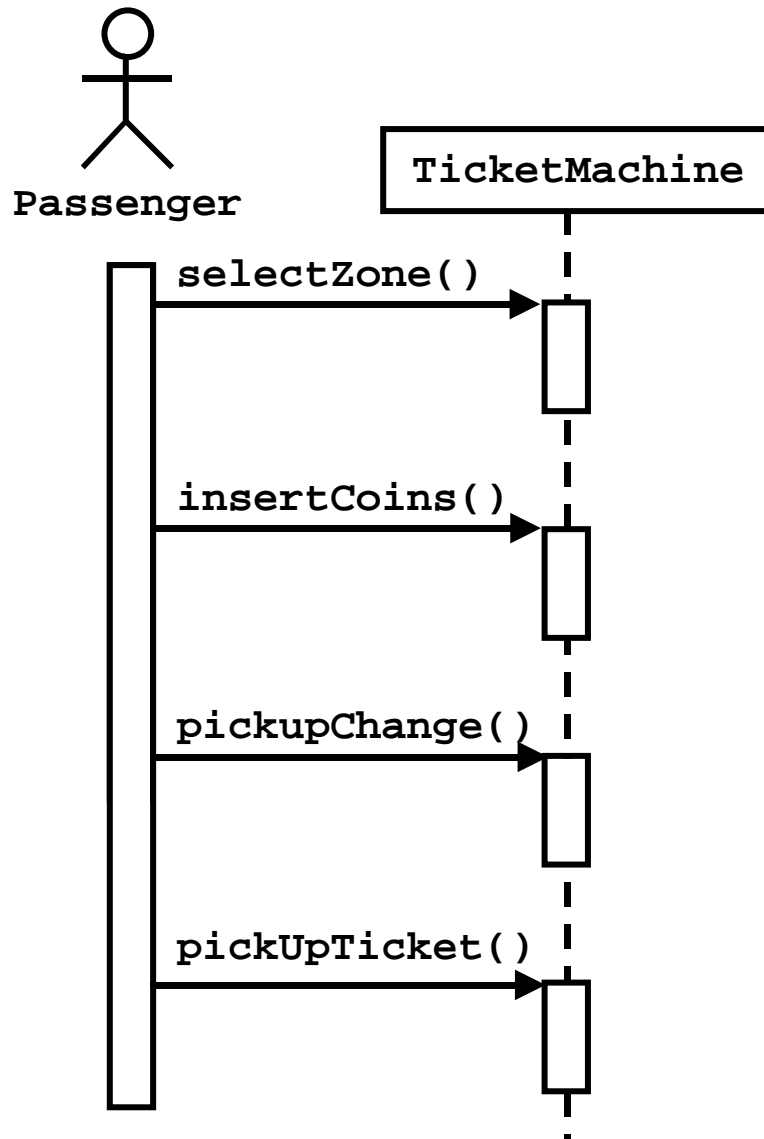 TicketMachine
Passenger
selectZone()
insertCoins()
pickupChange()
pickUpTicket()